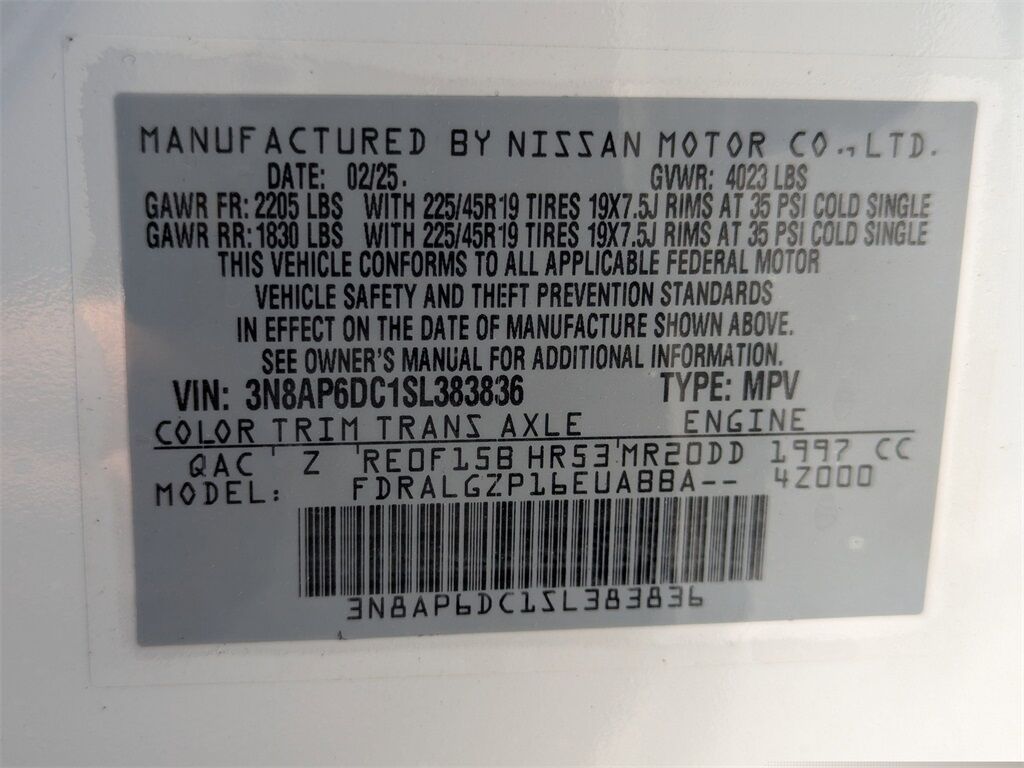 MANUFACTURED BY NISSAN MOTOR CO., LTD.
DATE: 02/25. GVWR: 4023 LBS
GAWR FR: 2205 LBS WITH 225/45R19 TIRES 19X7.5J RIMS AT 35 PSI COLD SINGLE
GAWR RR: 1830 LBS WITH 225/45R19 TIRES 19X7.5J RIMS AT 35 PSI COLD SINGLE
THIS VEHICLE CONFORMS TO ALL APPLICABLE FEDERAL MOTOR
VEHICLE SAFETY AND THEFT PREVENTION STANDARDS
IN EFFECT ON THE DATE OF MANUFACTURE SHOWN ABOVE.
SEE OWNER'S MANUAL FOR ADDITIONAL INFORMATION.
VIN: 3N8AP6DC1SL383836 TYPE: MPV
COLOR TRIM TRANS AXLE ENGINE
QAC Z RE0F15B HR53 MR20DD 1997 CC
MODEL: FDRALGZP16EUABBA-- 4Z000
3N8AP6DC1SL383836